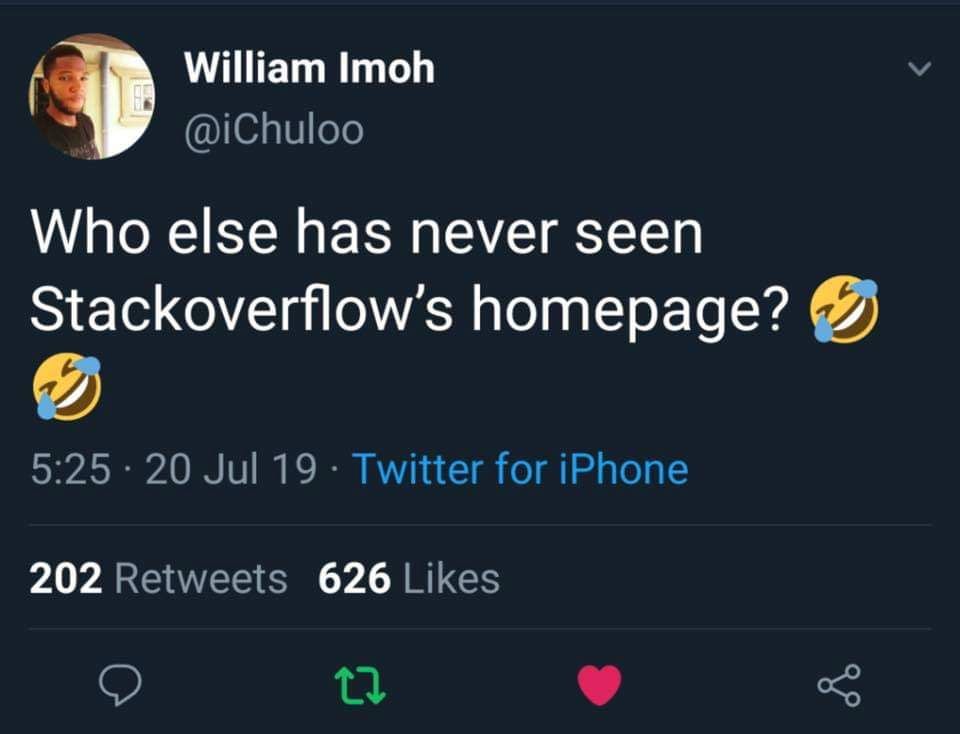 William Imoh
@iChuloo
Who else has never seen
Stackoverflow’s homepage? 🤣
🤣
5:25 · 20 Jul 19 · Twitter for iPhone
202 Retweets 626 Likes